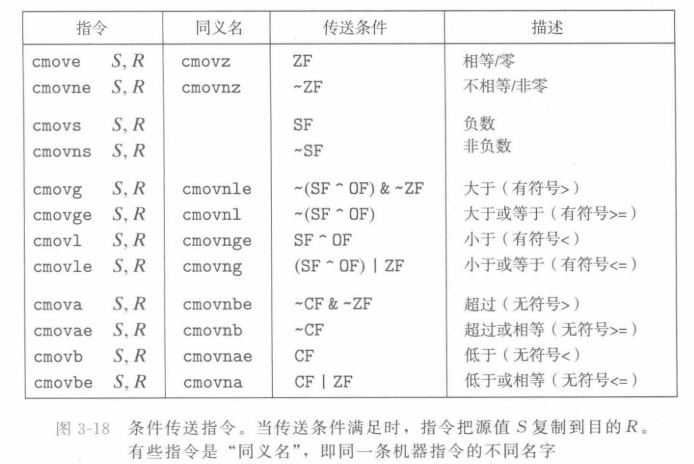 指令 同义名 传送条件 描述
cmove S, R cmovz ZF 相等/零
cmovne S, R cmovnz ~ZF 不相等/非零
cmovs S, R SF 负数
cmovns S, R ~SF 非负数
cmovg S, R cmovnle ~(SF ^ OF) & ~ZF 大于（有符号>）
cmovge S, R cmovnl ~(SF ^ OF) 大于或等于（有符号>=）
cmovl S, R cmovnge SF ^ OF 小于（有符号<）
cmovle S, R cmovng (SF ^ OF) | ZF 小于或等于（有符号<=）
cmova S, R cmovnbe ~CF & ~ZF 超过（无符号>）
cmovae S, R cmovnb ~CF 超过或相等（无符号>=）
cmovb S, R cmovnae CF 低于（无符号<）
cmovbe S, R cmovna CF | ZF 低于或相等（无符号<=）
图 3-18 条件传送指令。当传送条件满足时，指令把源值 S 复制到目的 R。
有些指令是“同义名”，即同一条机器指令的不同名字